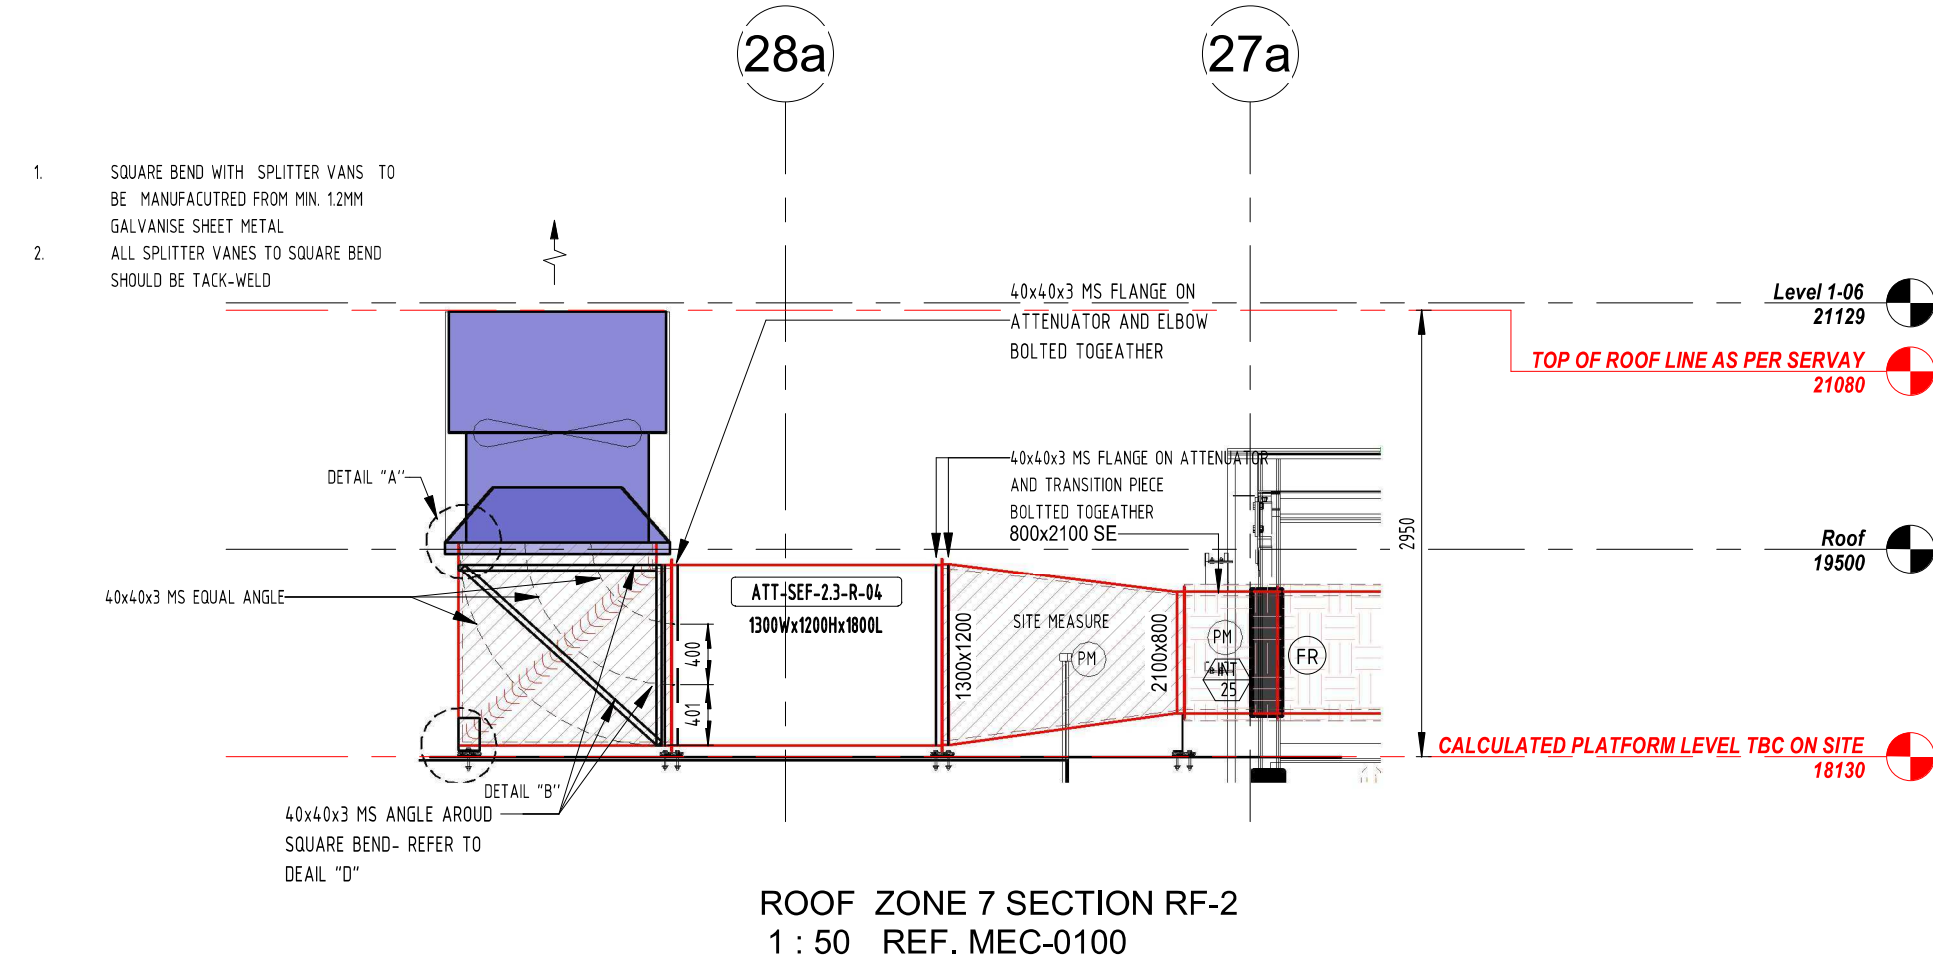 28a
27a
1. SQUARE BEND WITH SPLITTER VANS TO
BE MANUFACUTRED FROM MIN. 1.2MM
GALVANISE SHEET METAL
2. ALL SPLITTER VANES TO SQUARE BEND
SHOULD BE TACK-WELD
40x40x3 MS FLANGE ON
ATTENUATOR AND ELBOW
BOLTED TOGEATHER
Level 1-06
21129
TOP OF ROOF LINE AS PER SERVAY
21080
DETAIL "A"
40x40x3 MS FLANGE ON ATTENUATOR
AND TRANSITION PIECE
BOLTTED TOGEATHER
800x2100 SE
2950
Roof
19500
40x40x3 MS EQUAL ANGLE
ATT-SEF-2.3-R-04
1300Wx1200Hx1800L
400
401
1300x1200
SITE MEASURE
PM
2100x800
PM
INT
25
FR
CALCULATED PLATFORM LEVEL TBC ON SITE
18130
DETAIL "B"
40x40x3 MS ANGLE AROUD
SQUARE BEND- REFER TO
DEAIL "D"
ROOF ZONE 7 SECTION RF-2
1 : 50 REF. MEC-0100